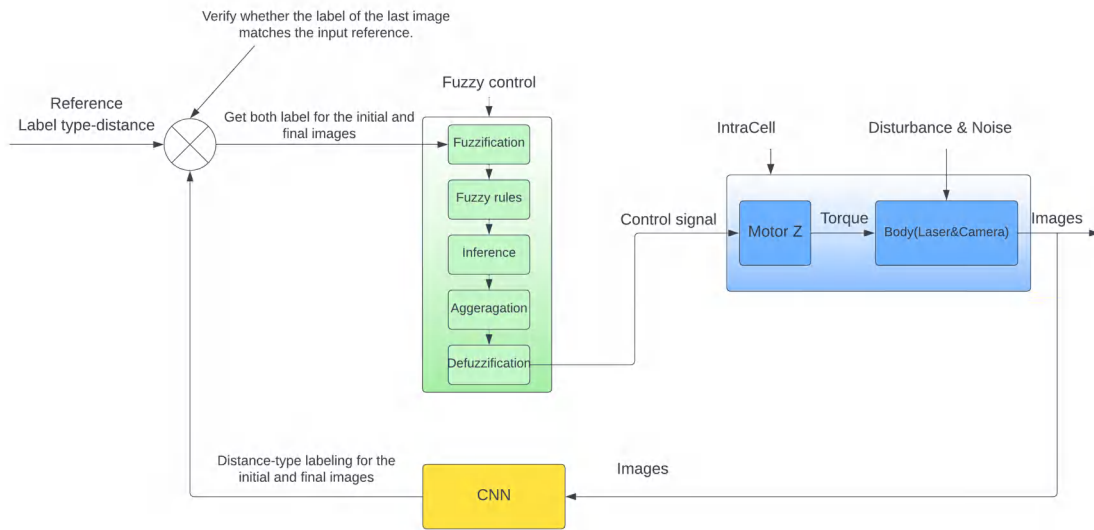 Verify whether the label of the last image
matches the input reference.
Reference
Label type-distance
Get both label for the initial and
final images
Fuzzy control
Fuzzification
Fuzzy rules
Inference
Aggeragation
Defuzzification
Control signal
IntraCell
Disturbance & Noise
Motor Z
Torque
Body(Laser&Camera)
Images
Distance-type labeling for the
initial and final images
CNN
Images